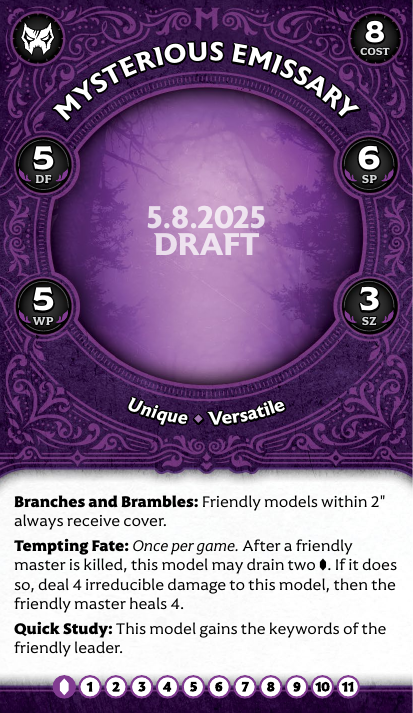 MYSTERIOUS EMISSARY
8
COST
5
DF
6
SP
5.8.2025
DRAFT
5
WP
3
SZ
Unique ⬥ Versatile
Branches and Brambles: Friendly models within 2"
always receive cover.
Tempting Fate: Once per game. After a friendly
master is killed, this model may drain two ⬮. If it does
so, deal 4 irreducible damage to this model, then the
friendly master heals 4.
Quick Study: This model gains the keywords of the
friendly leader.
1 2 3 4 5 6 7 8 9 10 11